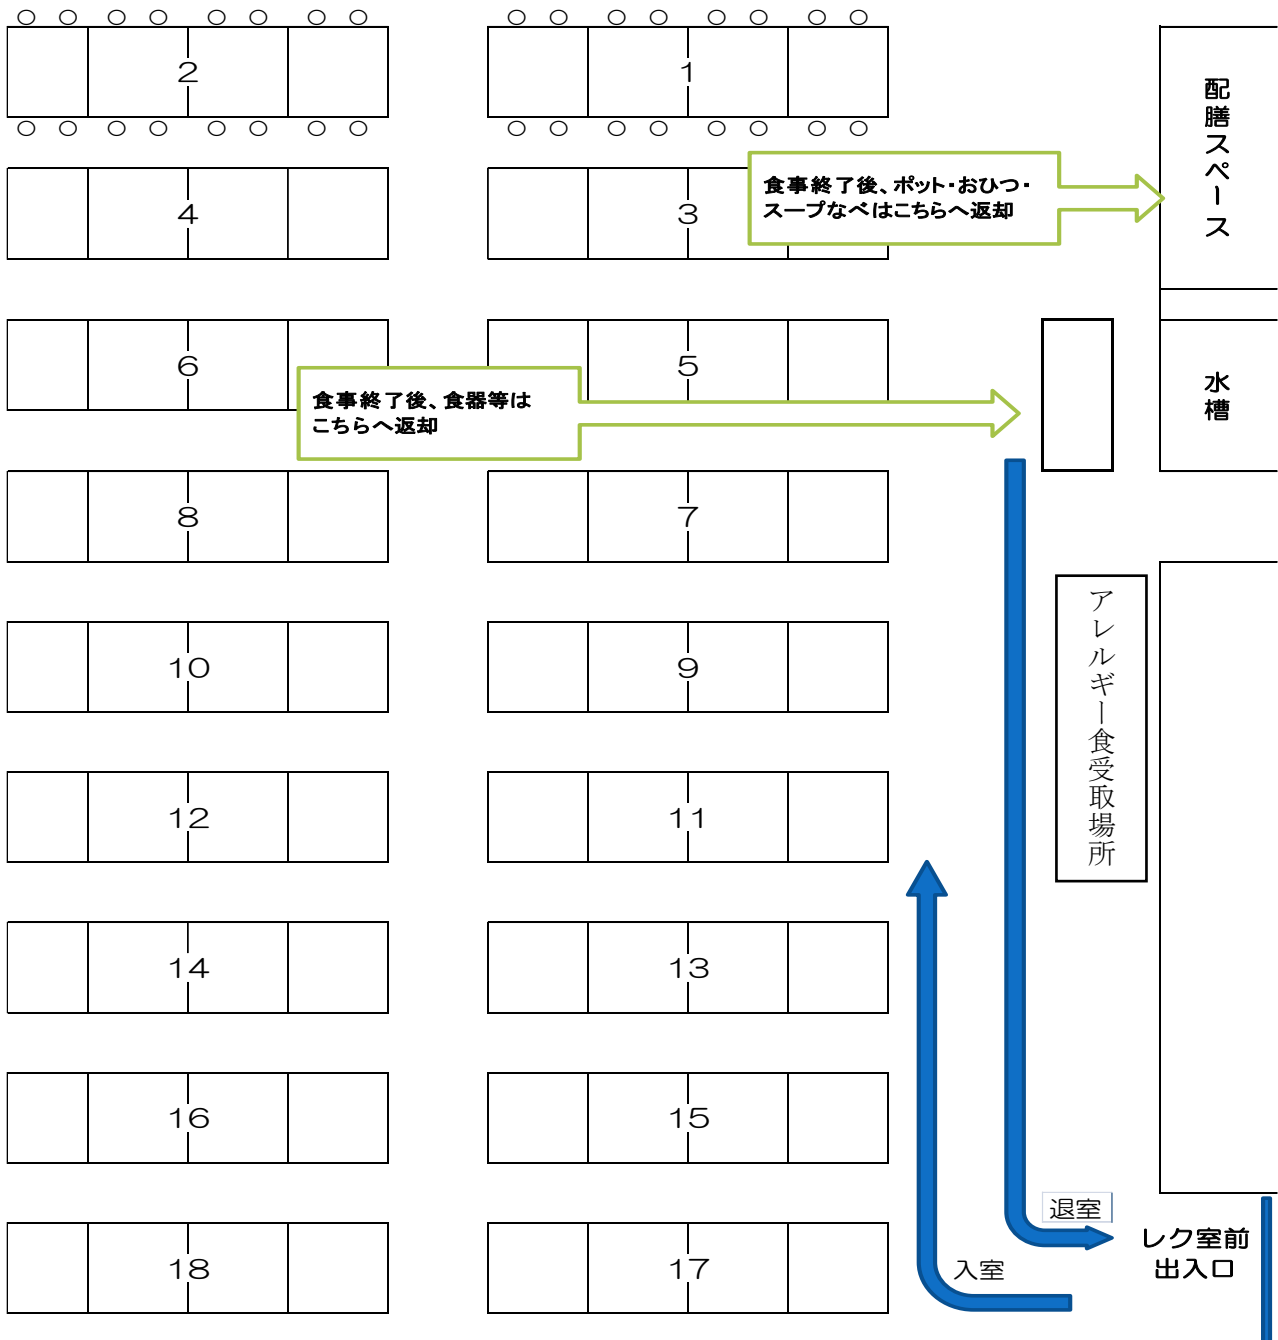 2
1
配膳スペース
食事終了後、ポット・おひつ・
スープなべはこちらへ返却
4
3
6
5
水槽
食事終了後、食器等は
こちらへ返却
8
7
アレルギー食受取場所
10
9
12
11
14
13
16
15
退室
レク室前
出入口
入室
18
17